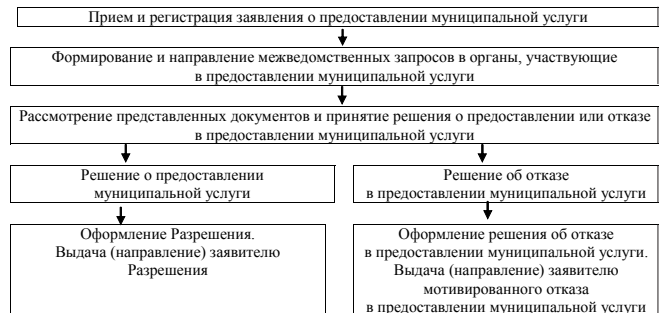 Прием и регистрация заявления о предоставлении муниципальной услуги
Формирование и направление межведомственных запросов в органы, участвующие
в предоставлении муниципальной услуги
Рассмотрение представленных документов и принятие решения о предоставлении или отказе
в предоставлении муниципальной услуги
Решение о предоставлении
муниципальной услуги
Решение об отказе
в предоставлении муниципальной услуги
Оформление Разрешения.
Выдача (направление) заявителю
Разрешения
Оформление решения об отказе
в предоставлении муниципальной услуги.
Выдача (направление) заявителю
мотивированного отказа
в предоставлении муниципальной услуги